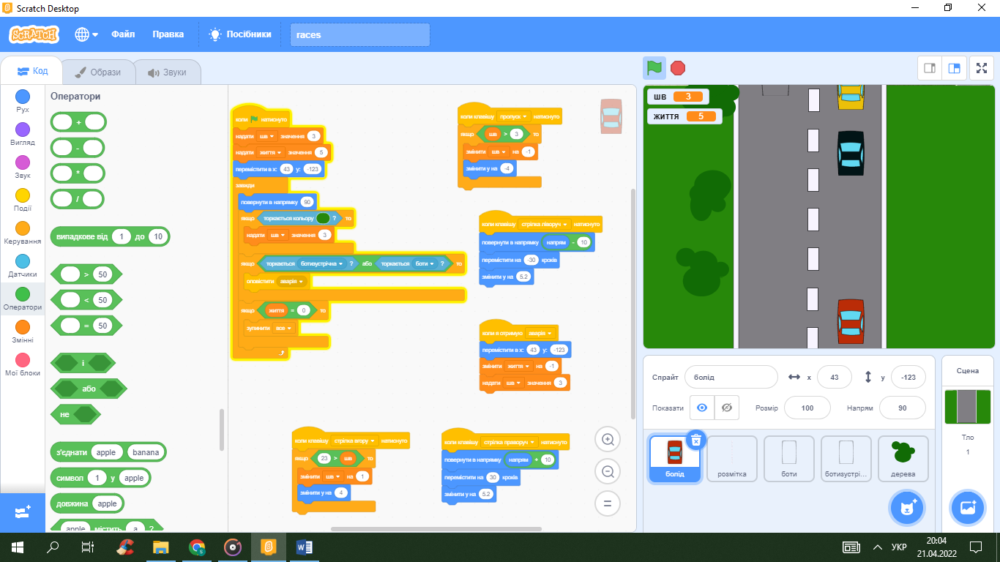 Scratch Desktop
SCRATCH Файл Правка Посібники races
Код Образи Звуки
Рух
Вигляд
Звук
Події
Керування
Датчики
Оператори
Змінні
Мої блоки
Оператори
+
-
*
/
випадкове від 1 до 10
> 50
< 50
= 50
і
або
не
з'єднати apple banana
символ 1 у apple
довжина apple
apple містить a ?
коли натиснуто
надати шв значення 3
надати життя значення 5
перемістити в x: 43 y: -123
завжди
повернути в напрямку 90
якщо торкається кольору ? то
надати шв значення 3
якщо торкається ботизустрічна ? або торкається боти ? то
оповістити аварія
якщо життя = 0 то
зупинити все
коли клавішу пропуск натиснуто
якщо шв > 3 то
змінити шв на -1
змінити y на -4
коли клавішу стрілка ліворуч натиснуто
повернути в напрямку напрям - 10
перемістити на -30 кроків
змінити y на 5.2
коли я отримую аварія
перемістити в x: 43 y: -123
змінити життя на -1
надати шв значення 3
коли клавішу стрілка вгору натиснуто
якщо 23 > шв то
змінити шв на 1
змінити y на 4
коли клавішу стрілка праворуч натиснуто
повернути в напрямку напрям + 10
перемістити на 30 кроків
змінити y на 5.2
шв 3
життя 5
Спрайт болід x 43 y -123
Показати Розмір 100 Напрям 90
болід розмітка боти ботизустрі... дерева
Сцена
Тло
1
УКР
20:04
21.04.2022